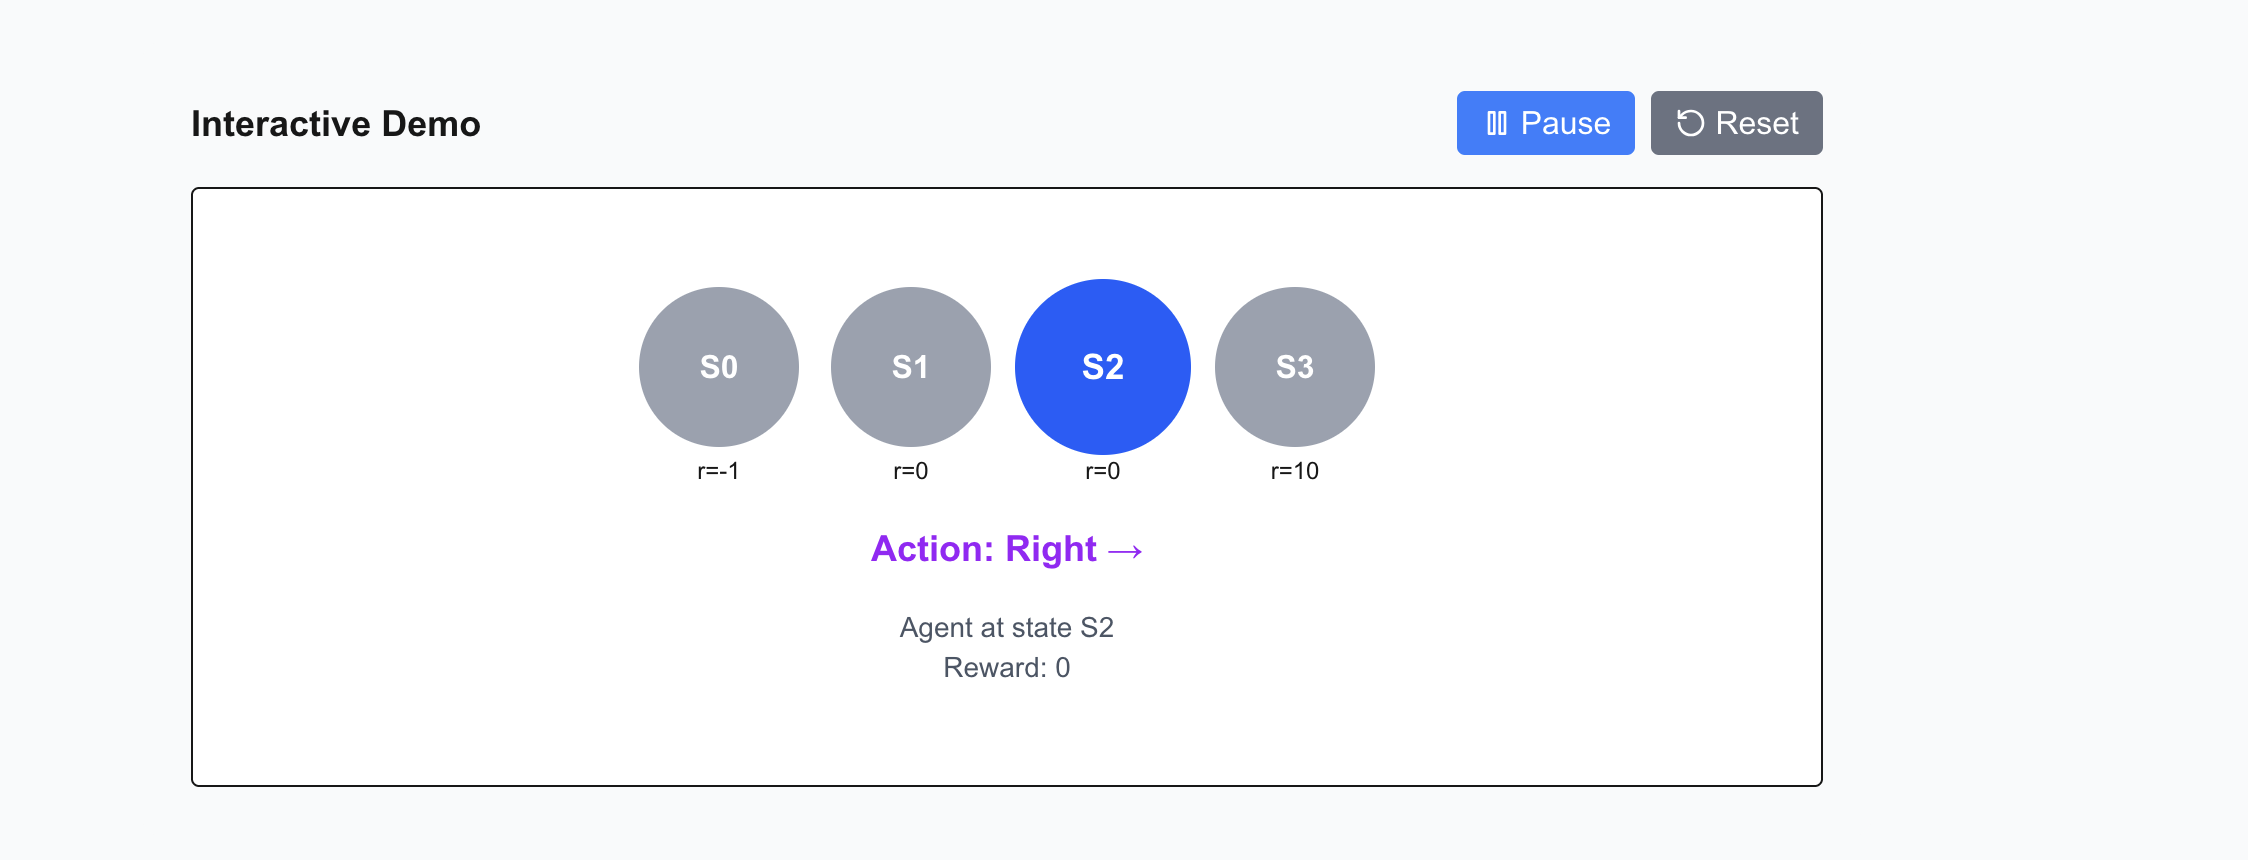 Interactive Demo
Pause
Reset
S0
S1
S2
S3
r=-1
r=0
r=0
r=10
Action: Right →
Agent at state S2
Reward: 0